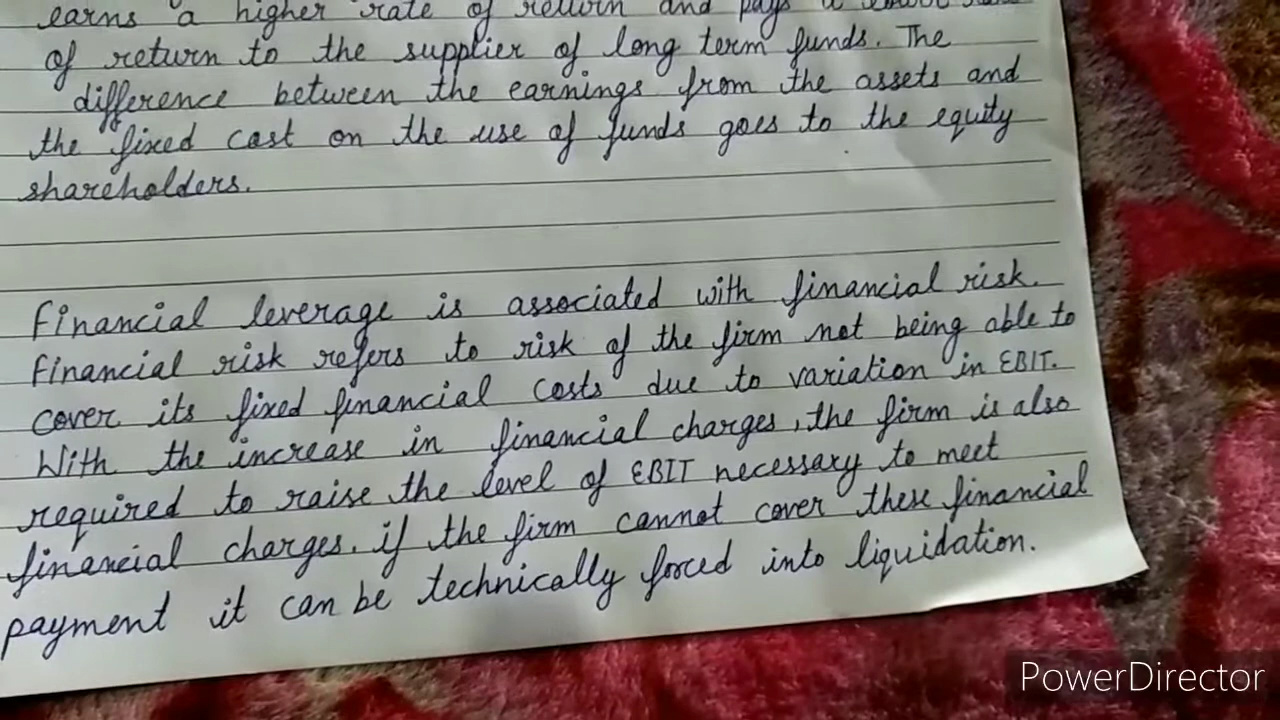 earns a higher rate of return and pays a
of return to the supplier of long term funds. The
difference between the earnings from the assets and
the fixed cost on the use of funds goes to the equity
shareholders.
Financial leverage is associated with financial risk.
Financial risk refers to risk of the firm not being able to
cover its fixed financial costs due to variation in EBIT.
With the increase in financial charges, the firm is also
required to raise the level of EBIT necessary to meet
financial charges. if the firm cannot cover these financial
payment it can be technically forced into liquidation.
PowerDirector